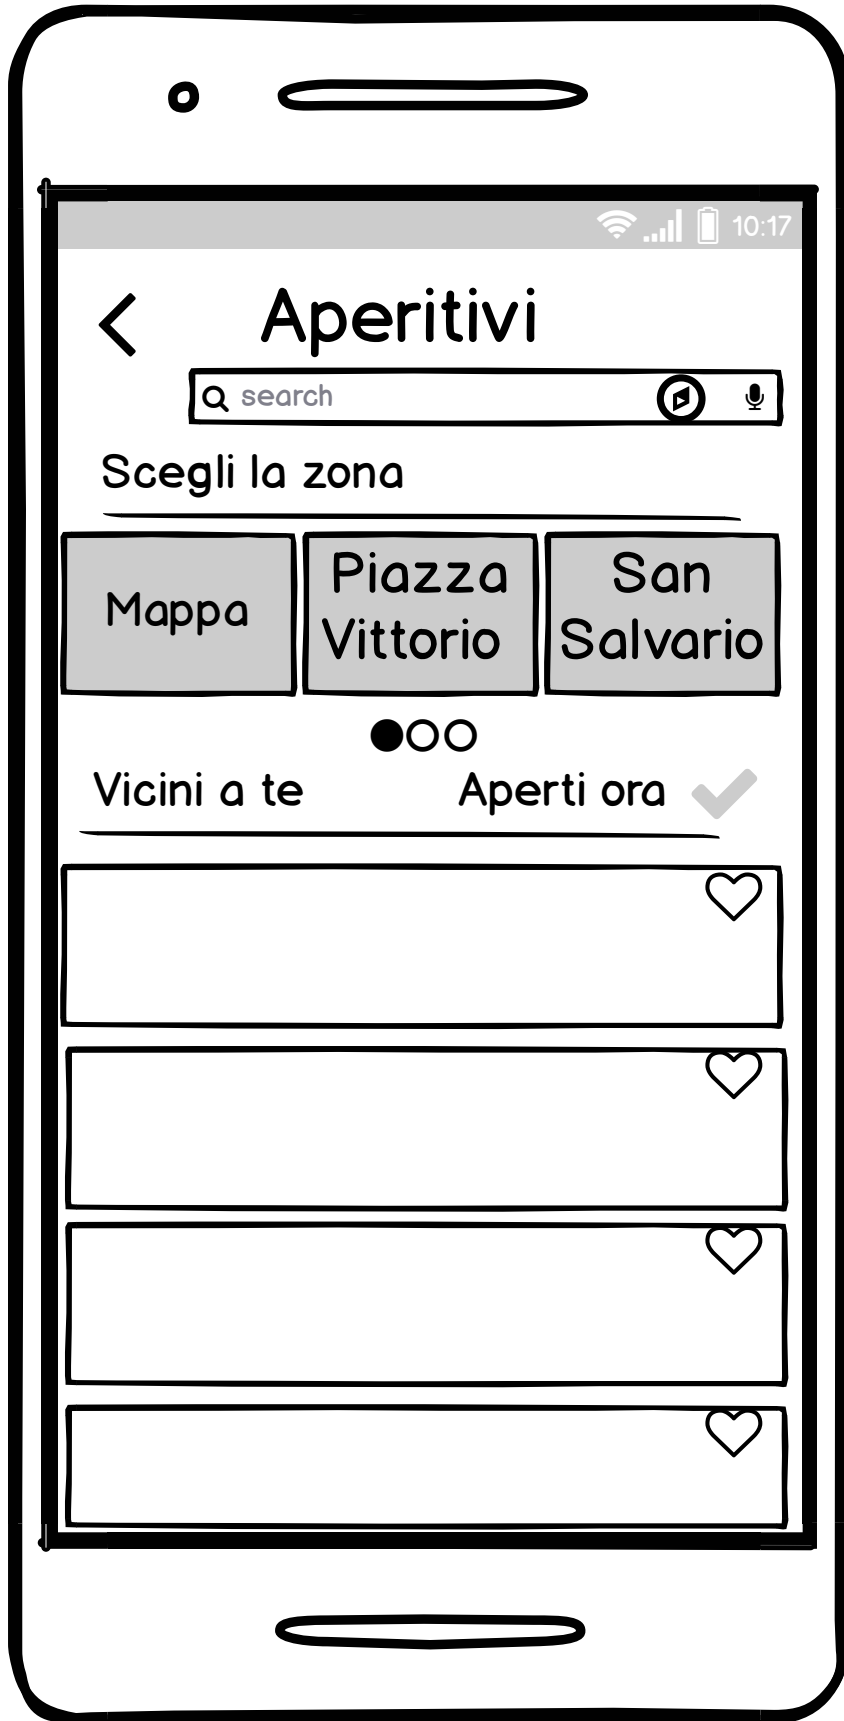 10:17
Aperitivi
search
Scegli la zona
Mappa
Piazza
Vittorio
San
Salvario
Vicini a te
Aperti ora